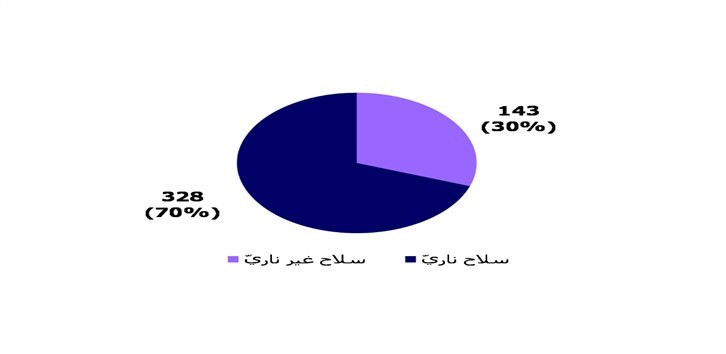 143
(30%)
328
(70%)
سلاح ناريّ
سلاح غير ناريّ